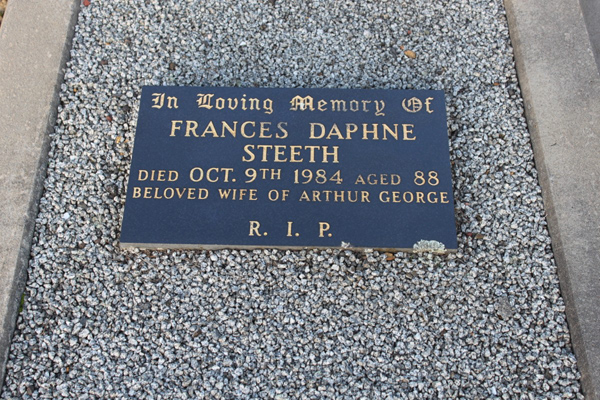 In Loving Memory Of
FRANCES DAPHNE
STEETH
DIED OCT. 9TH 1984 AGED 88
BELOVED WIFE OF ARTHUR GEORGE
R. I. P.